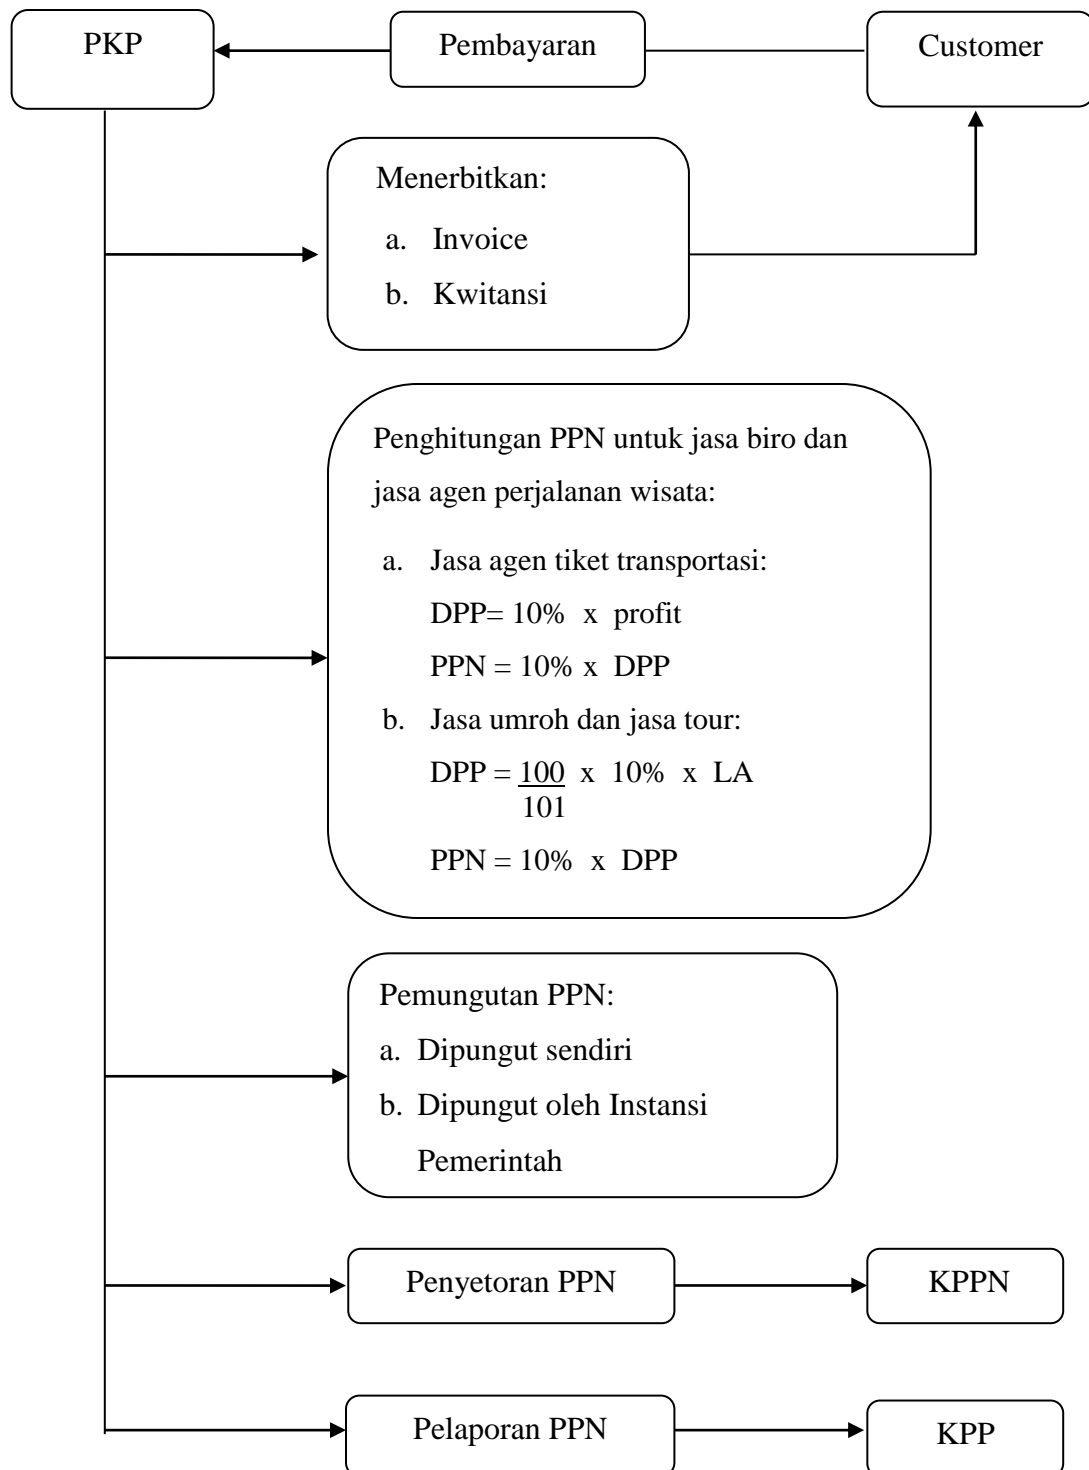 PKP
Pembayaran
Customer
Menerbitkan:
a. Invoice
b. Kwitansi
Penghitungan PPN untuk jasa biro dan
jasa agen perjalanan wisata:
a. Jasa agen tiket transportasi:
DPP= 10% x profit
PPN = 10% x DPP
b. Jasa umroh dan jasa tour:
DPP = 100 x 10% x LA
101
PPN = 10% x DPP
Pemungutan PPN:
a. Dipungut sendiri
b. Dipungut oleh Instansi
Pemerintah
Penyetoran PPN
KPPN
Pelaporan PPN
KPP